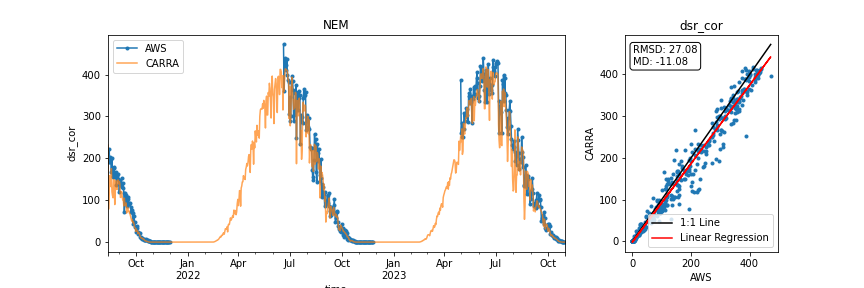 NEM
dsr_cor
AWS
CARRA
400
300
200
100
0
dsr_cor
Oct Jan Apr Jul Oct Jan Apr Jul Oct
2022 2023
time
RMSD: 27.08
MD: -11.08
400
300
200
100
0
CARRA
1:1 Line
Linear Regression
0 200 400
AWS